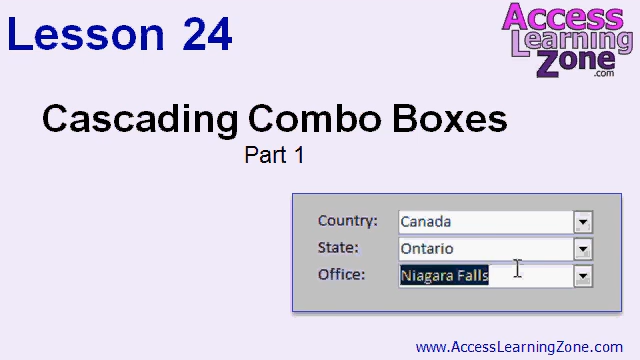 Lesson 24
Access
Learning
Zone
.com
Cascading Combo Boxes
Part 1
Country: Canada
State: Ontario
Office: Niagara Falls
www.AccessLearningZone.com